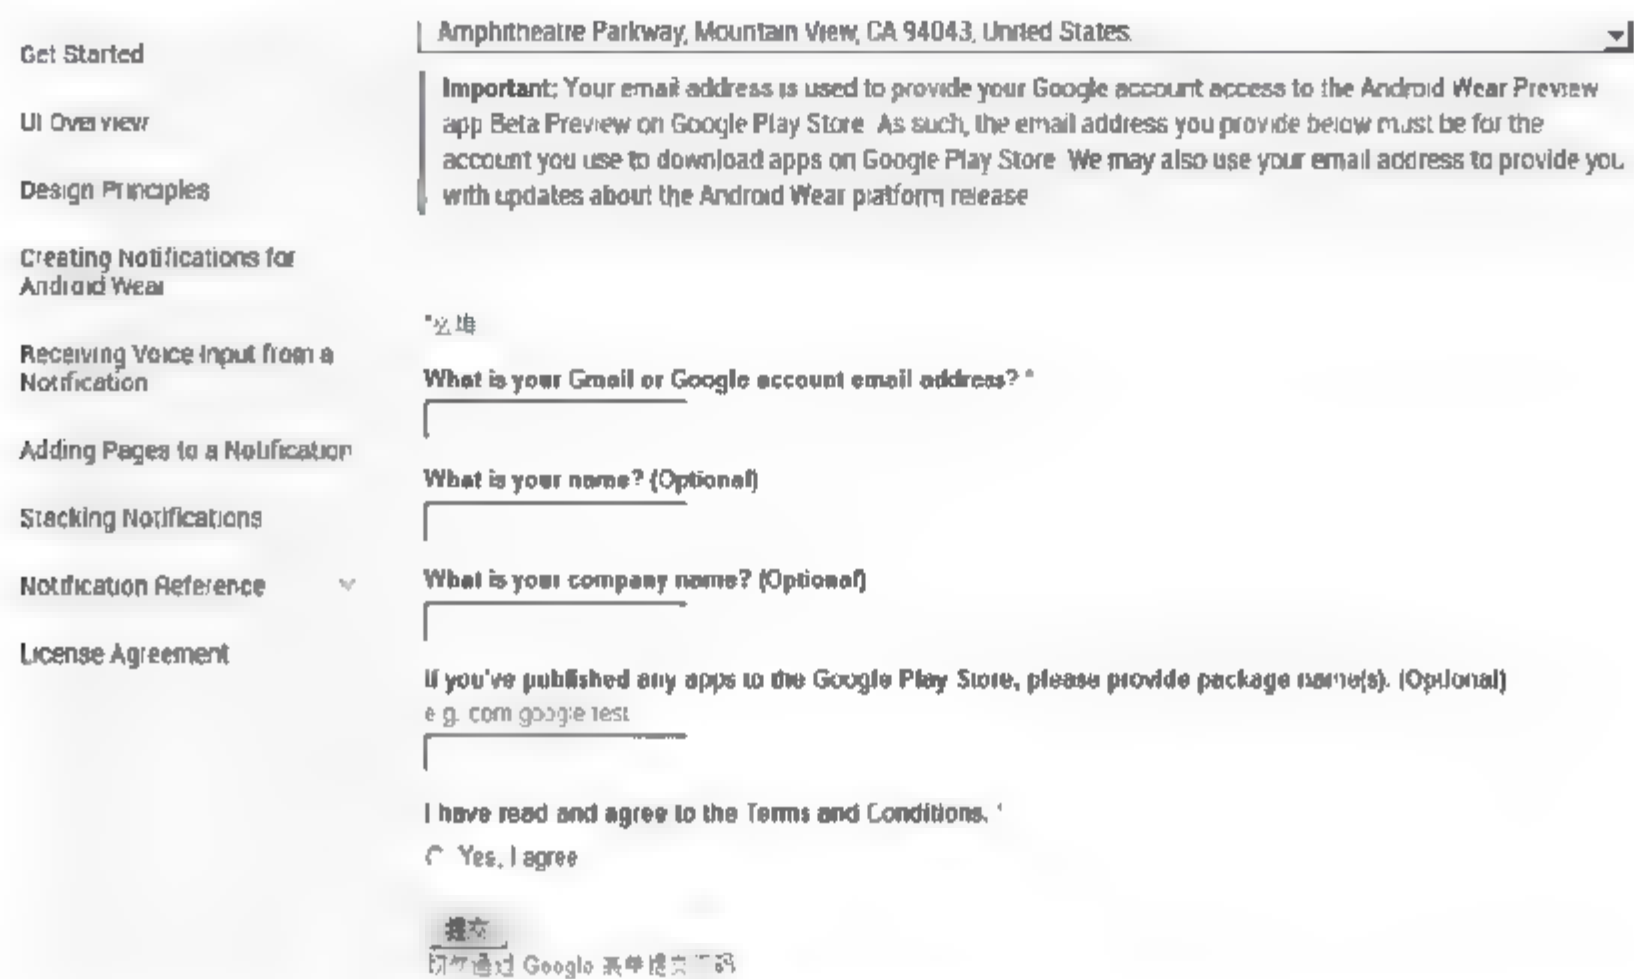 Get Started
UI Overview
Design Principles
Creating Notifications for
Android Wear
Receiving Voice Input from a
Notification
Adding Pages to a Notification
Stacking Notifications
Notification Reference
License Agreement
Amphitheatre Parkway, Mountain View, CA 94043, United States.
Important: Your email address is used to provide your Google account access to the Android Wear Preview
app Beta Preview on Google Play Store. As such, the email address you provide below must be for the
account you use to download apps on Google Play Store. We may also use your email address to provide you
with updates about the Android Wear platform release
*必填
What is your Gmail or Google account email address? *
What is your name? (Optional)
What is your company name? (Optional)
If you've published any apps to the Google Play Store, please provide package name(s). (Optional)
e.g. com.google.test
I have read and agree to the Terms and Conditions. *
Yes, I agree
提交
切勿通过 Google 表单提交密码